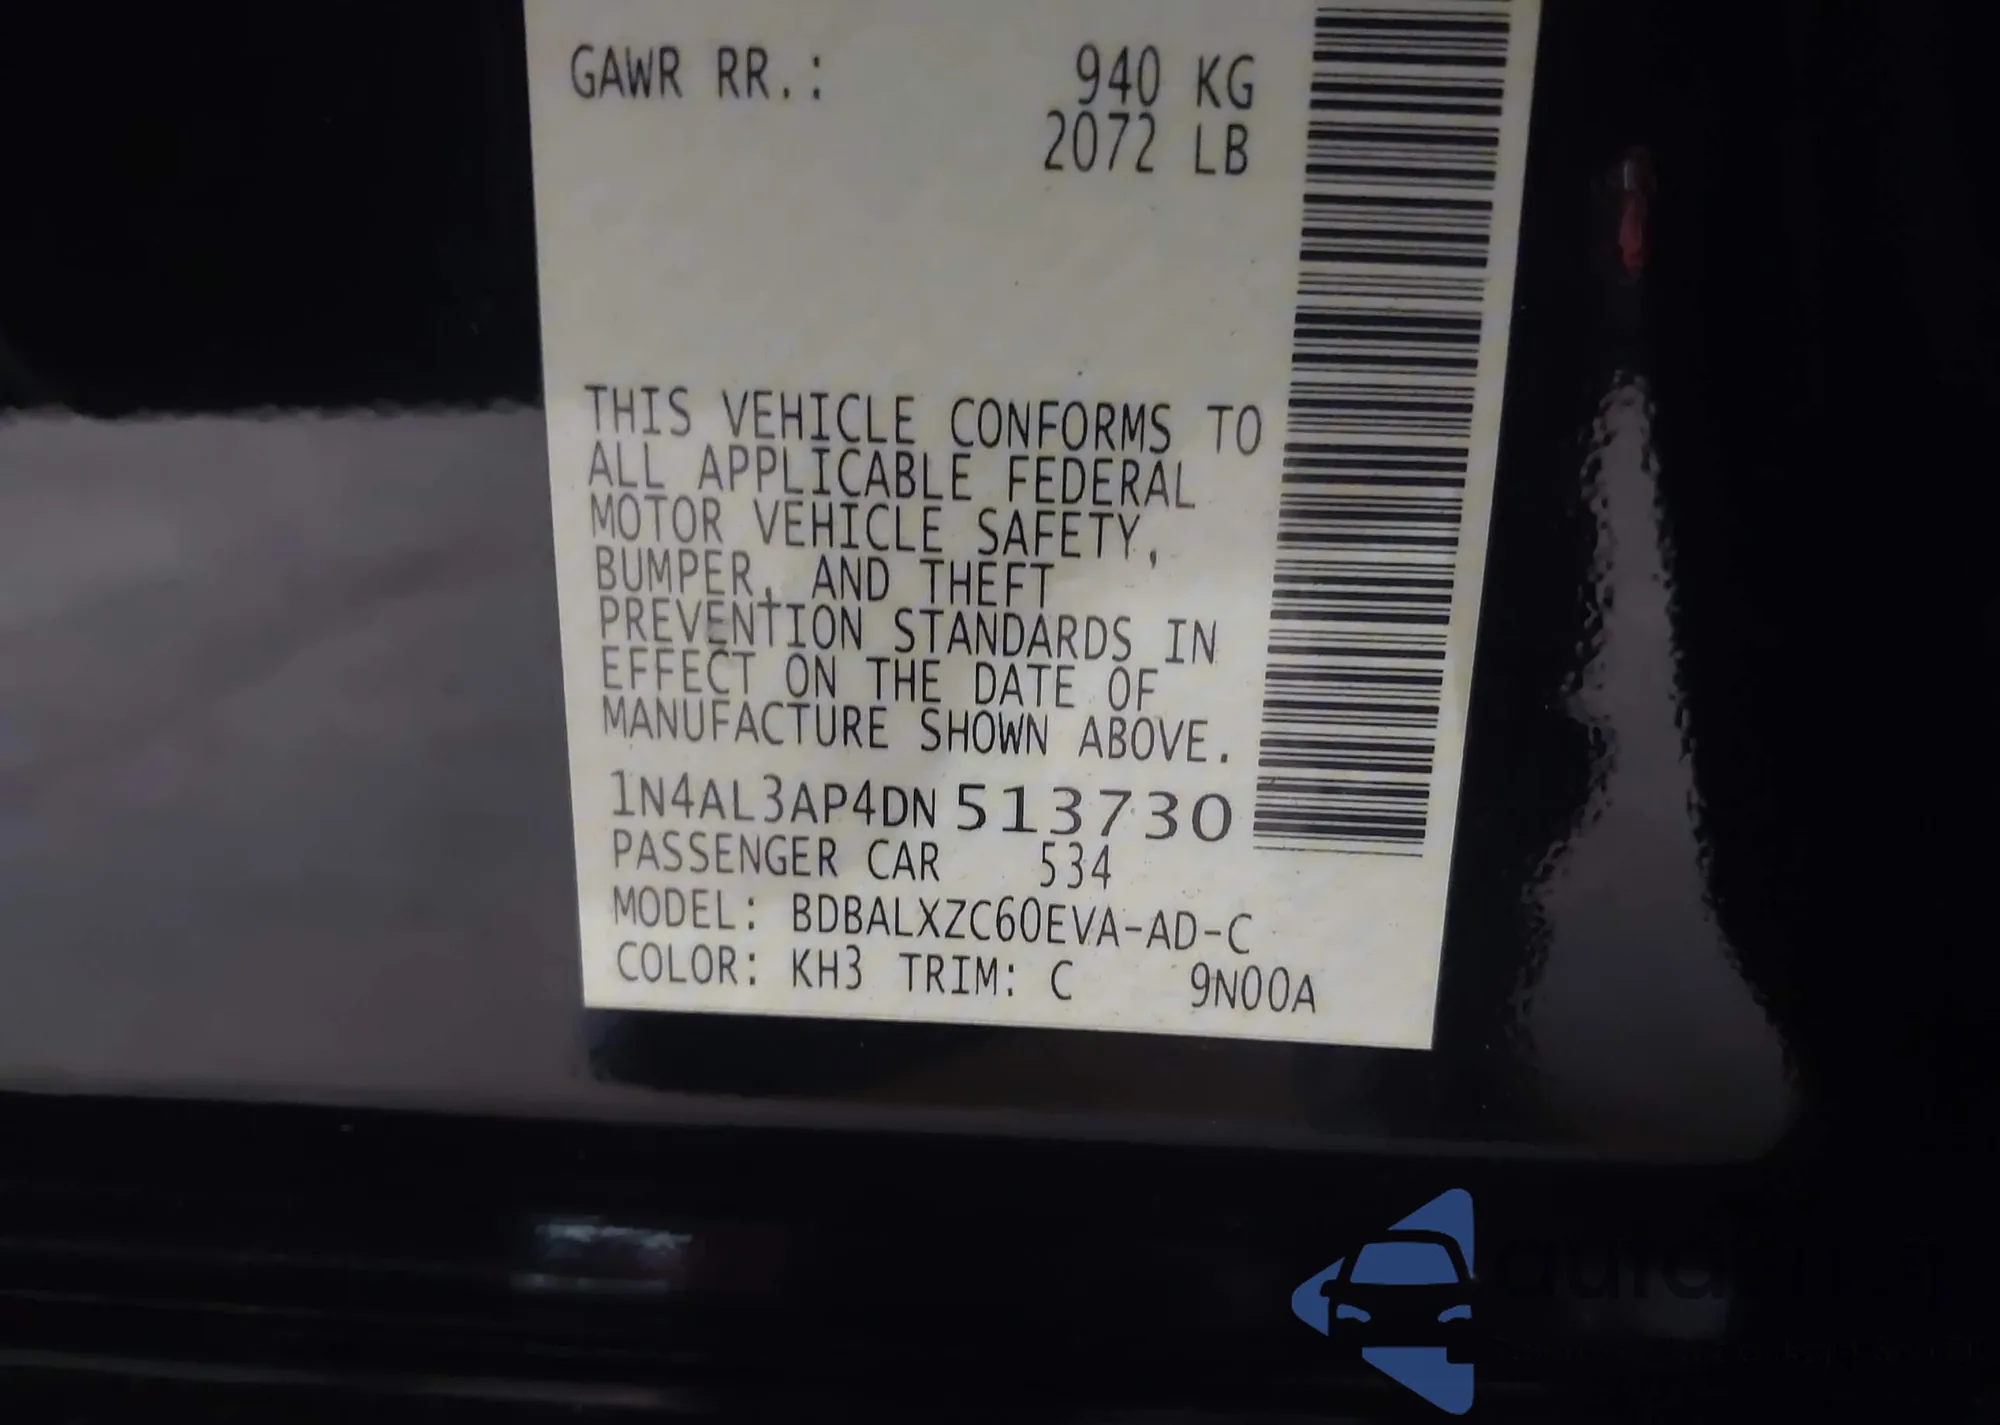 GAWR RR.: 940 KG
2072 LB
THIS VEHICLE CONFORMS TO
ALL APPLICABLE FEDERAL
MOTOR VEHICLE SAFETY,
BUMPER, AND THEFT
PREVENTION STANDARDS IN
EFFECT ON THE DATE OF
MANUFACTURE SHOWN ABOVE.
1N4AL3AP4DN513730
PASSENGER CAR 534
MODEL: BDBALXZC60EVA-AD-C
COLOR: KH3 TRIM: C 9N00A